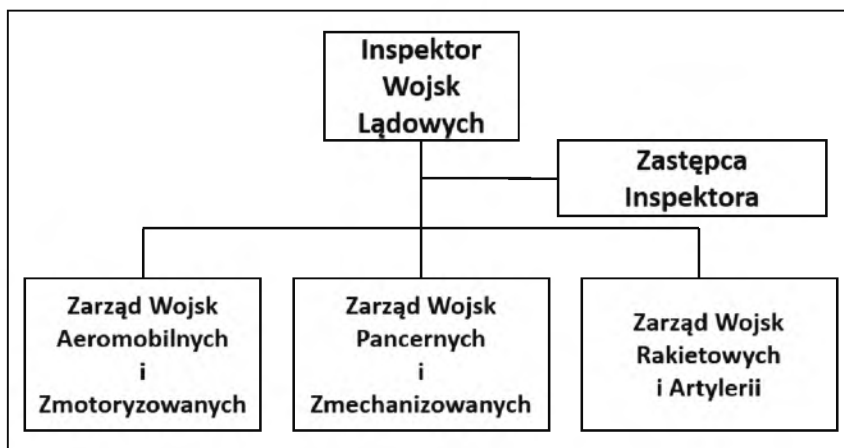 Inspektor
Wojsk
Lądowych
Zastępca
Inspektora
Zarząd Wojsk
Aeromobilnych
i
Zmotoryzowanych
Zarząd Wojsk
Pancernych
i
Zmechanizowanych
Zarząd Wojsk
Rakietowych
i Artylerii